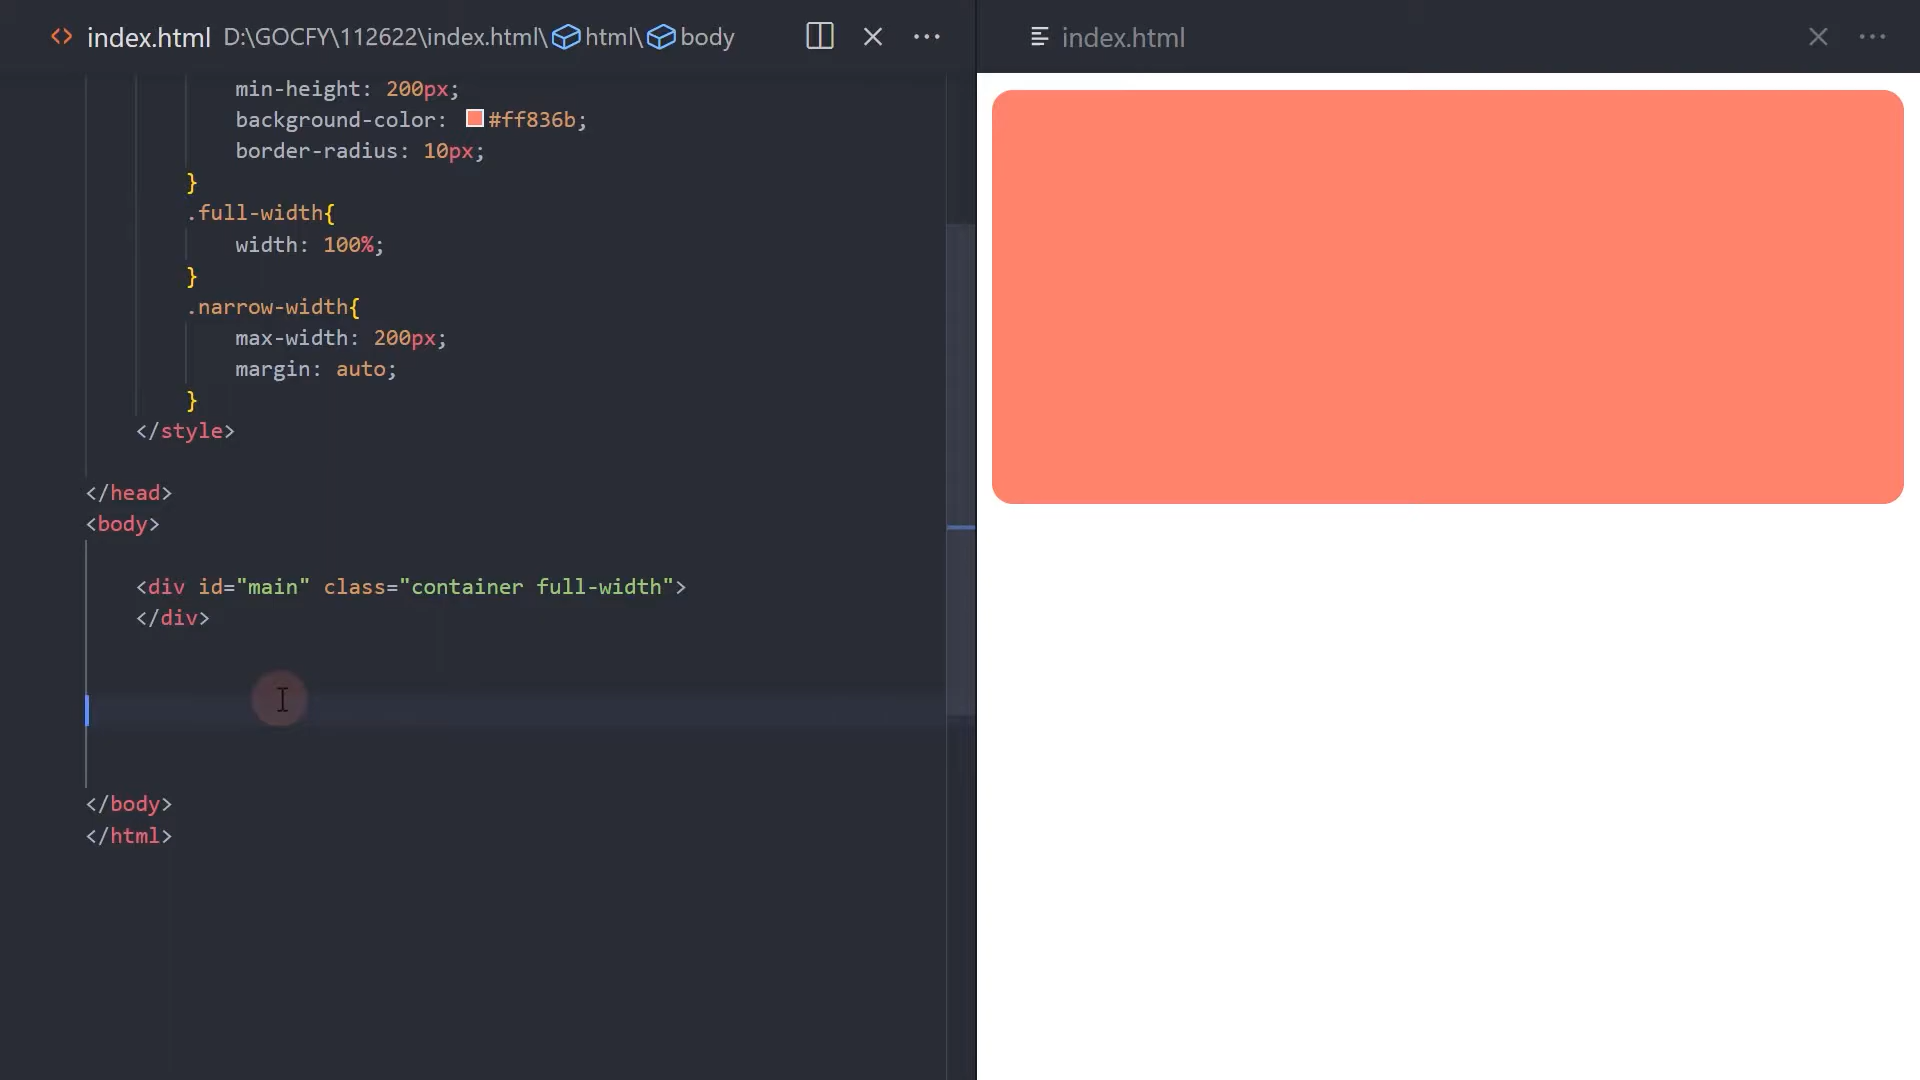 index.html D:\GOCFY\112622\index.html\html\body
index.html
min-height: 200px;
background-color: #ff836b;
border-radius: 10px;
}
.full-width{
width: 100%;
}
.narrow-width{
max-width: 200px;
margin: auto;
}
</style>
</head>
<body>
<div id="main" class="container full-width">
</div>
</body>
</html>